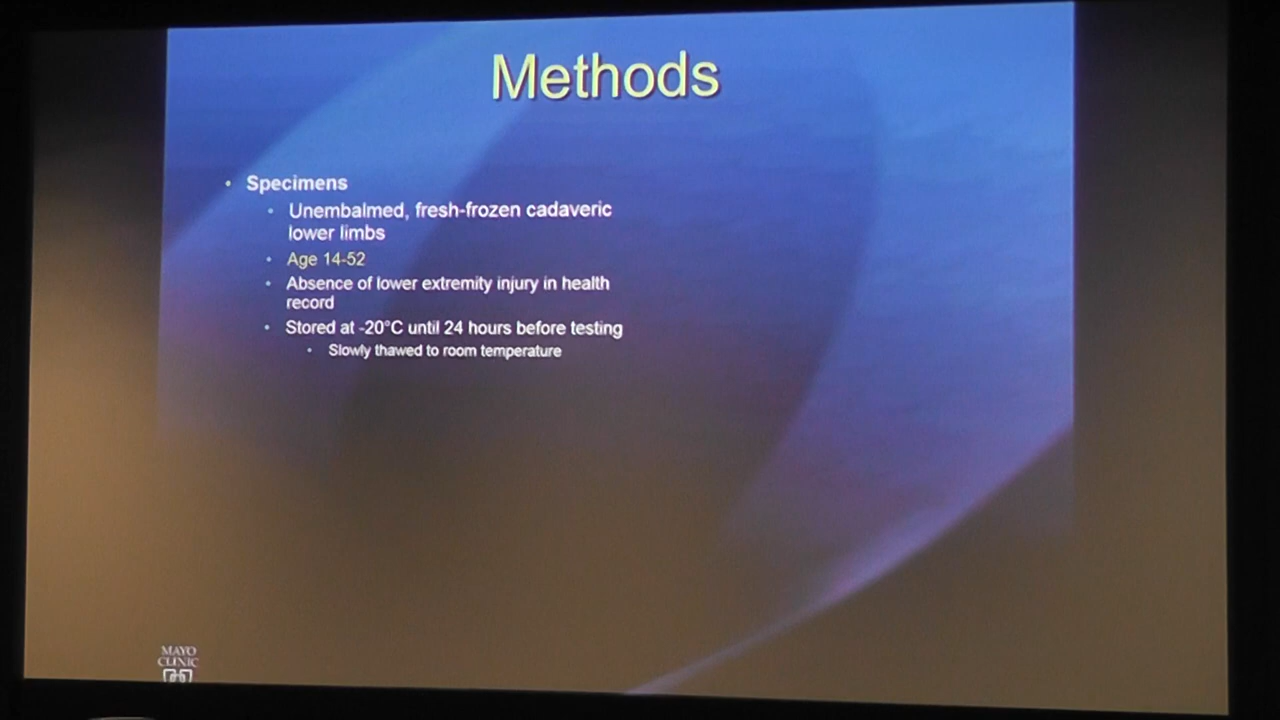 Methods
• Specimens
• Unembalmed, fresh-frozen cadaveric
lower limbs
• Age 14-52
• Absence of lower extremity injury in health
record
• Stored at -20°C until 24 hours before testing
• Slowly thawed to room temperature
MAYO
CLINIC